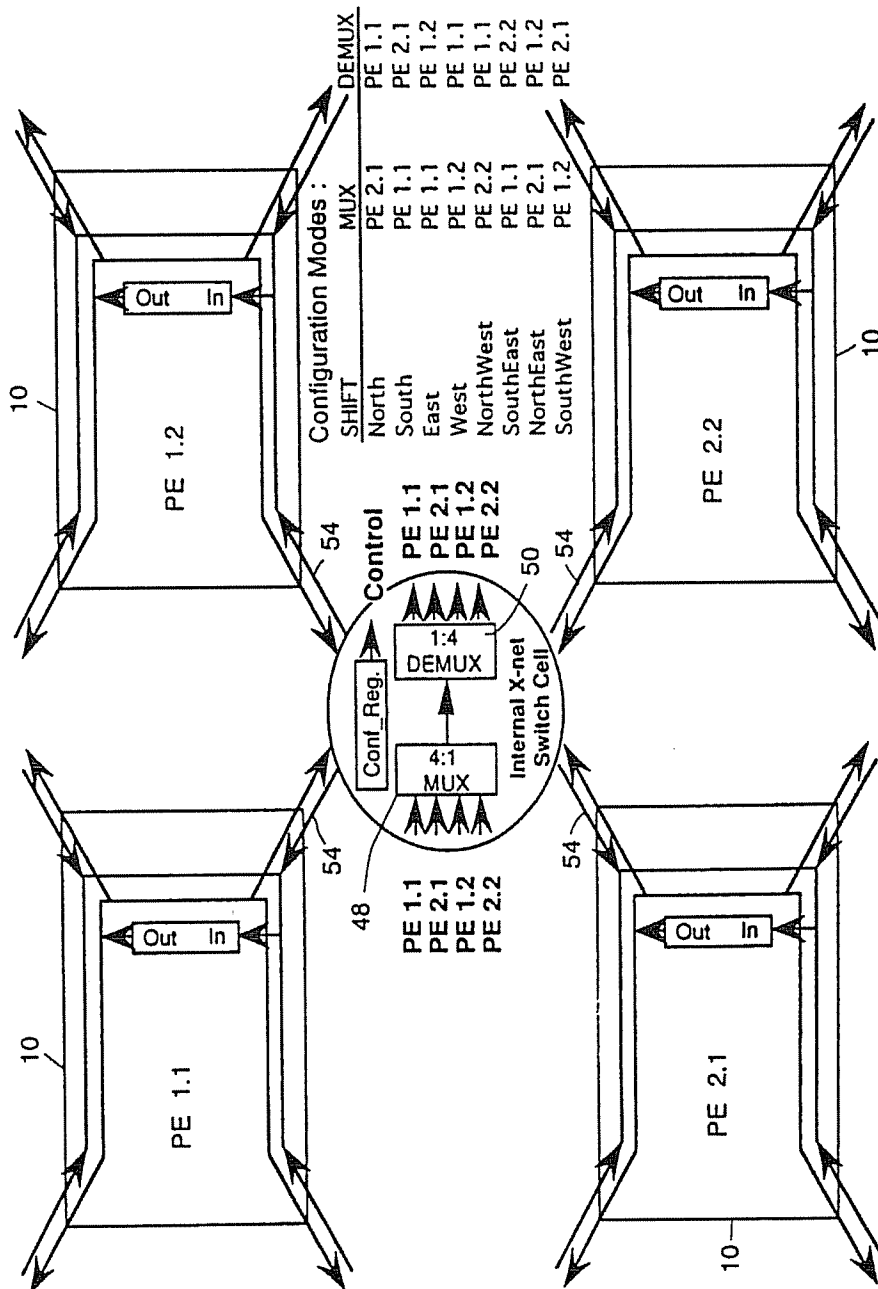 10
PE 1.1
Out In
10
PE 1.2
Out In
54
54
Configuration Modes :
SHIFT MUX DEMUX
North PE 2.1 PE 1.1
South PE 1.1 PE 2.1
East PE 1.1 PE 1.2
West PE 1.2 PE 1.1
NorthWest PE 2.2 PE 1.1
SouthEast PE 1.1 PE 2.2
NorthEast PE 2.1 PE 1.2
SouthWest PE 1.2 PE 2.1
48
Conf_Reg.
Control
PE 1.1
PE 2.1
PE 1.2
PE 2.2
4:1
MUX
1:4
DEMUX
PE 1.1
PE 2.1
PE 1.2
PE 2.2
50
Internal X-net
Switch Cell
54
54
PE 2.1
Out In
10
PE 2.2
Out In
10